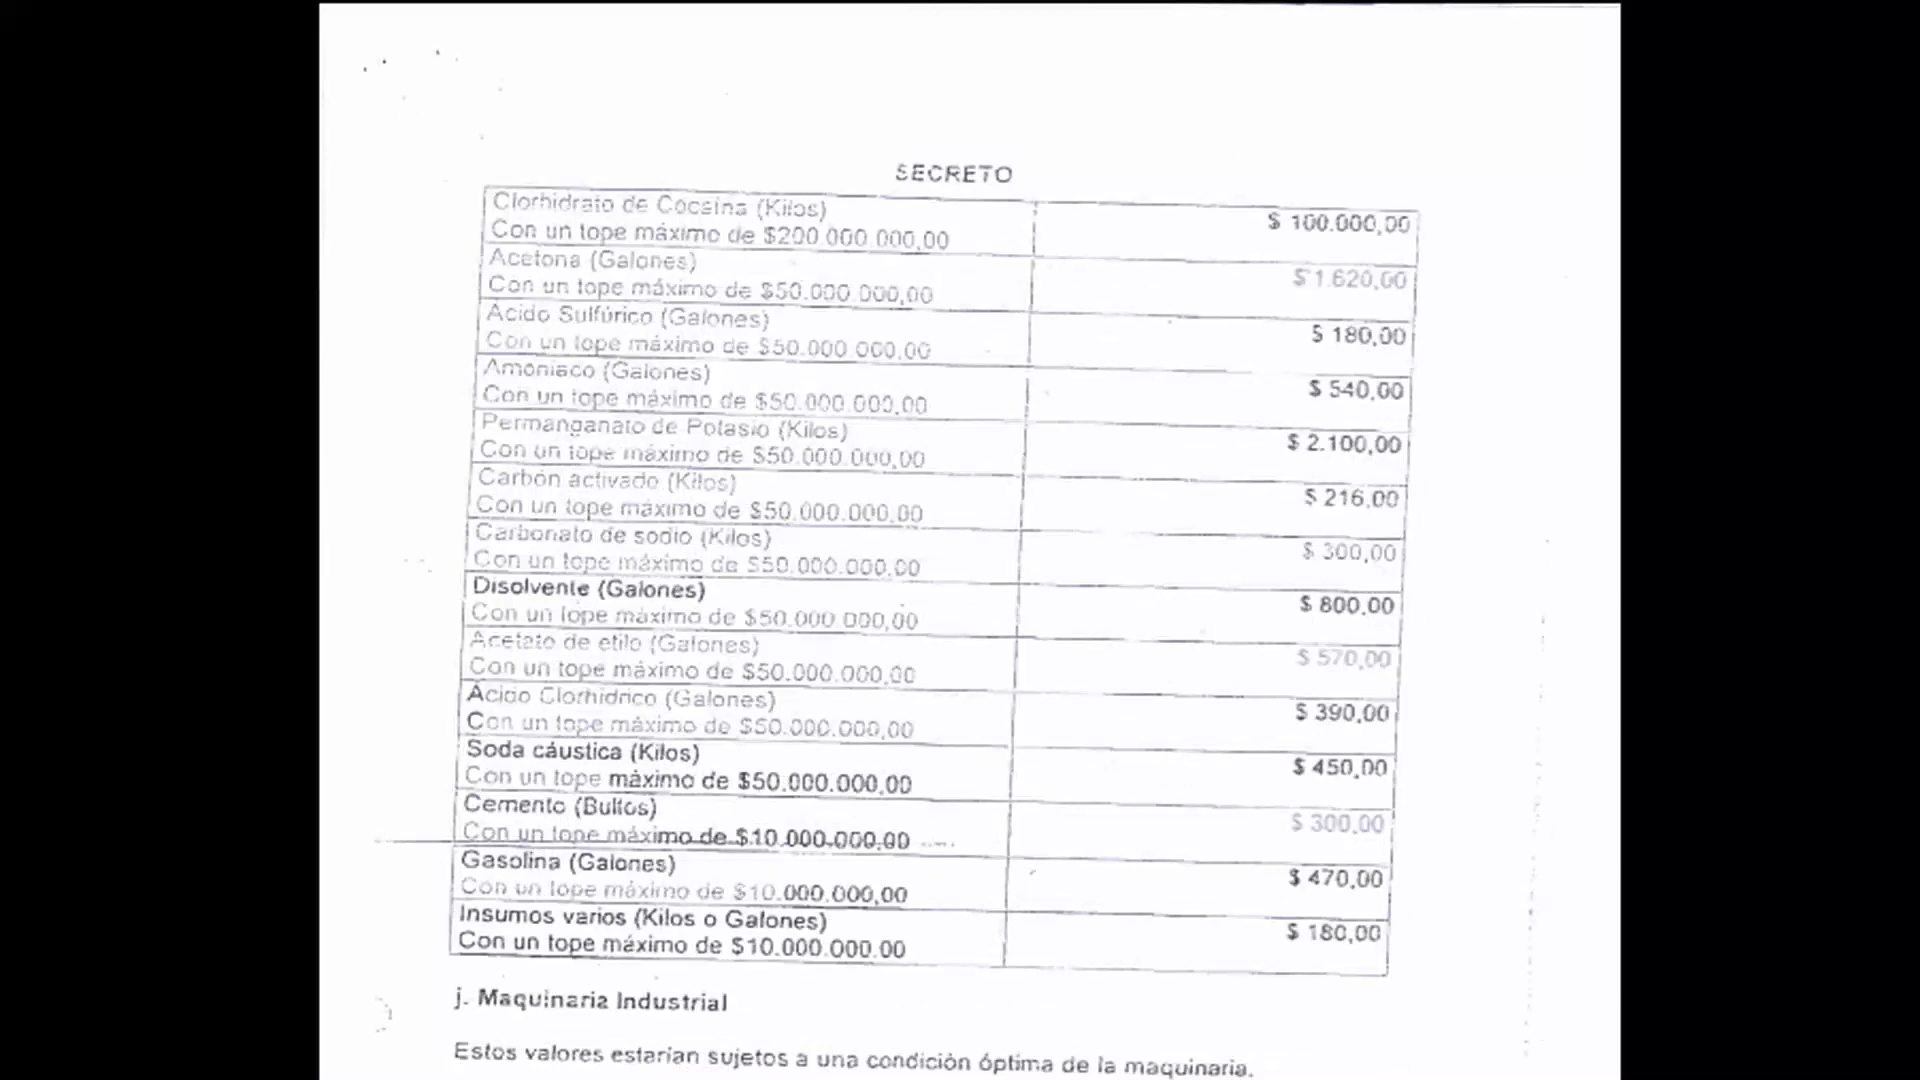 SECRETO
Clorhidrato de Cocaína (Kilos)
$ 100.000,00
Con un tope máximo de $200.000.000,00
Acetona (Galones)
$ 1.620,00
Con un tope máximo de $50.000.000,00
Ácido Sulfúrico (Galones)
$ 180,00
Con un tope máximo de $50.000.000,00
Amoniaco (Galones)
$ 540,00
Con un tope máximo de $50.000.000,00
Permanganato de Potasio (Kilos)
$ 2.100,00
Con un tope máximo de $50.000.000,00
Carbón activado (Kilos)
$ 216,00
Con un tope máximo de $50.000.000,00
Carbonato de sodio (Kilos)
$ 300,00
Con un tope máximo de $50.000.000,00
Disolvente (Galones)
$ 800,00
Con un tope máximo de $50.000.000,00
Acetato de etilo (Galones)
$ 570,00
Con un tope máximo de $50.000.000,00
Ácido Clorhídrico (Galones)
$ 390,00
Con un tope máximo de $50.000.000,00
Soda cáustica (Kilos)
$ 450,00
Con un tope máximo de $50.000.000,00
Cemento (Bultos)
$ 300,00
Con un tope máximo de $10.000.000,00
Gasolina (Galones)
$ 470,00
Con un tope máximo de $10.000.000,00
Insumos varios (Kilos o Galones)
$ 180,00
Con un tope máximo de $10.000.000.00
j. Maquinaria Industrial
Estos valores estarían sujetos a una condición óptima de la maquinaria.